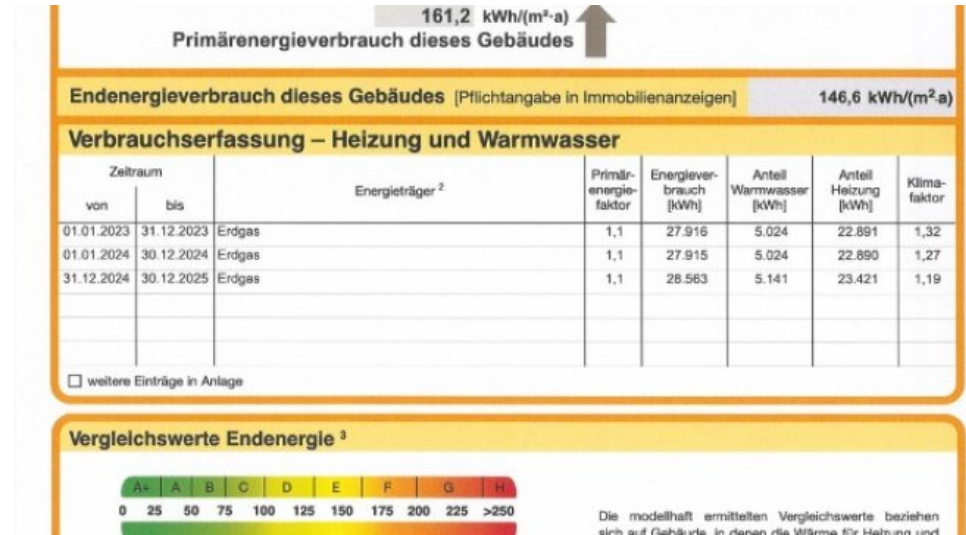 161,2 kWh/(m²·a)
Primärenergieverbrauch dieses Gebäudes
Endenergieverbrauch dieses Gebäudes [Pflichtangabe in Immobilienanzeigen] 146,6 kWh/(m²·a)
Verbrauchserfassung – Heizung und Warmwasser
Zeitraum
von bis
Energieträger ²
Primär-
energie-
faktor
Energiever-
brauch
[kWh]
Anteil
Warmwasser
[kWh]
Anteil
Heizung
[kWh]
Klima-
faktor
01.01.2023 31.12.2023 Erdgas 1,1 27.916 5.024 22.891 1,32
01.01.2024 30.12.2024 Erdgas 1,1 27.915 5.024 22.890 1,27
31.12.2024 30.12.2025 Erdgas 1,1 28.563 5.141 23.421 1,19
weitere Einträge in Anlage
Vergleichswerte Endenergie ³
A+ A B C D E F G H
0 25 50 75 100 125 150 175 200 225 >250
Die modellhaft ermittelten Vergleichswerte beziehen
sich auf Gebäude, in denen die Wärme für Heizung und